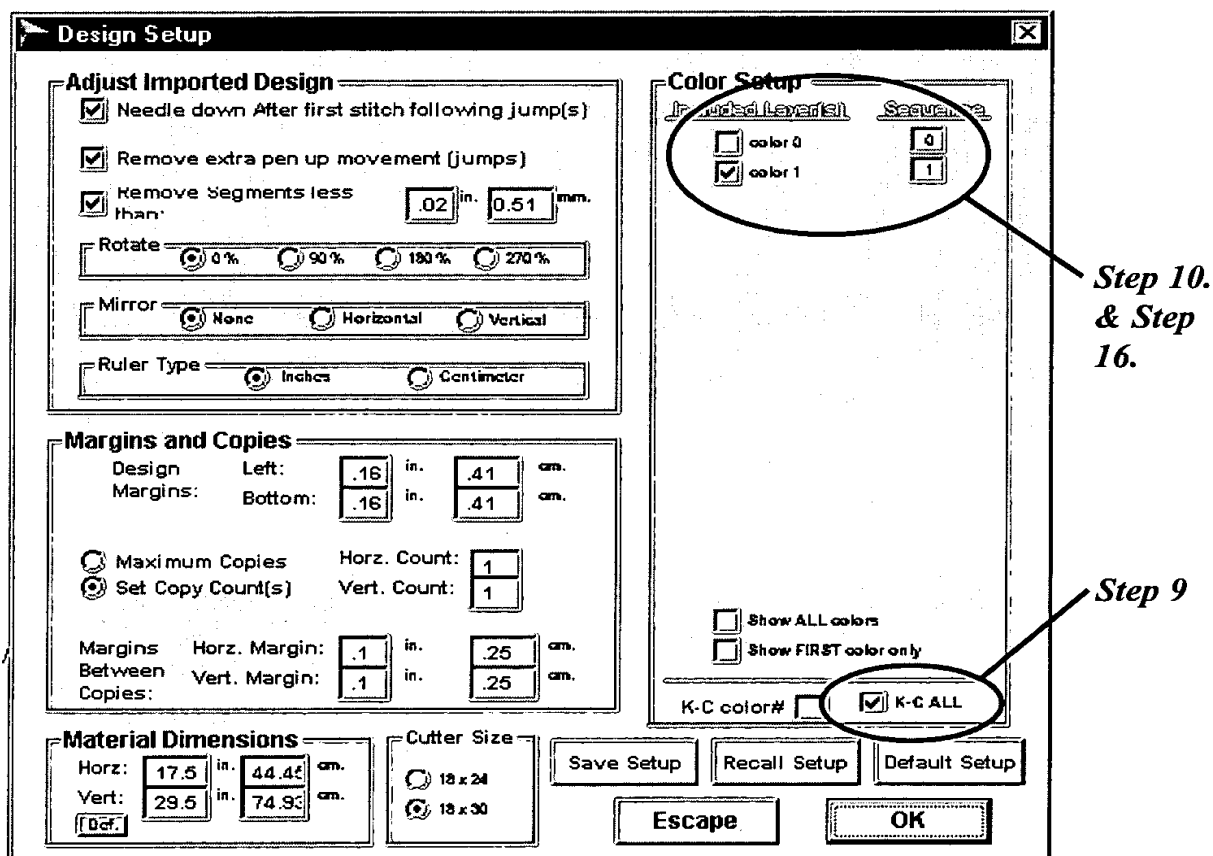 Design Setup
Adjust Imported Design
Needle down After first stitch following jump(s)
Remove extra pen up movement (jumps)
Remove Segments less
than:
.02 in. 0.51 mm.
Rotate
0% 90% 180% 270%
Mirror
None Horizontal Vertical
Ruler Type
Inches Centimeter
Margins and Copies
Design Left: .16 in. .41 cm.
Margins: Bottom: .16 in. .41 cm.
Maximum Copies Horz. Count: 1
Set Copy Count(s) Vert. Count: 1
Margins Horz. Margin: .1 in. .25 cm.
Between Vert. Margin: .1 in. .25 cm.
Copies:
Material Dimensions
Horz: 17.5 in. 44.45 cm.
Vert: 29.5 in. 74.93 cm.
Def.
Cutter Size
18 x 24
18 x 30
Color Setup
Included Layer(s) Sequence
color 0 0
color 1 1
Show ALL colors
Show FIRST color only
K-C color# K-C ALL
Save Setup Recall Setup Default Setup
Escape OK
Step 10.
& Step
16.
Step 9